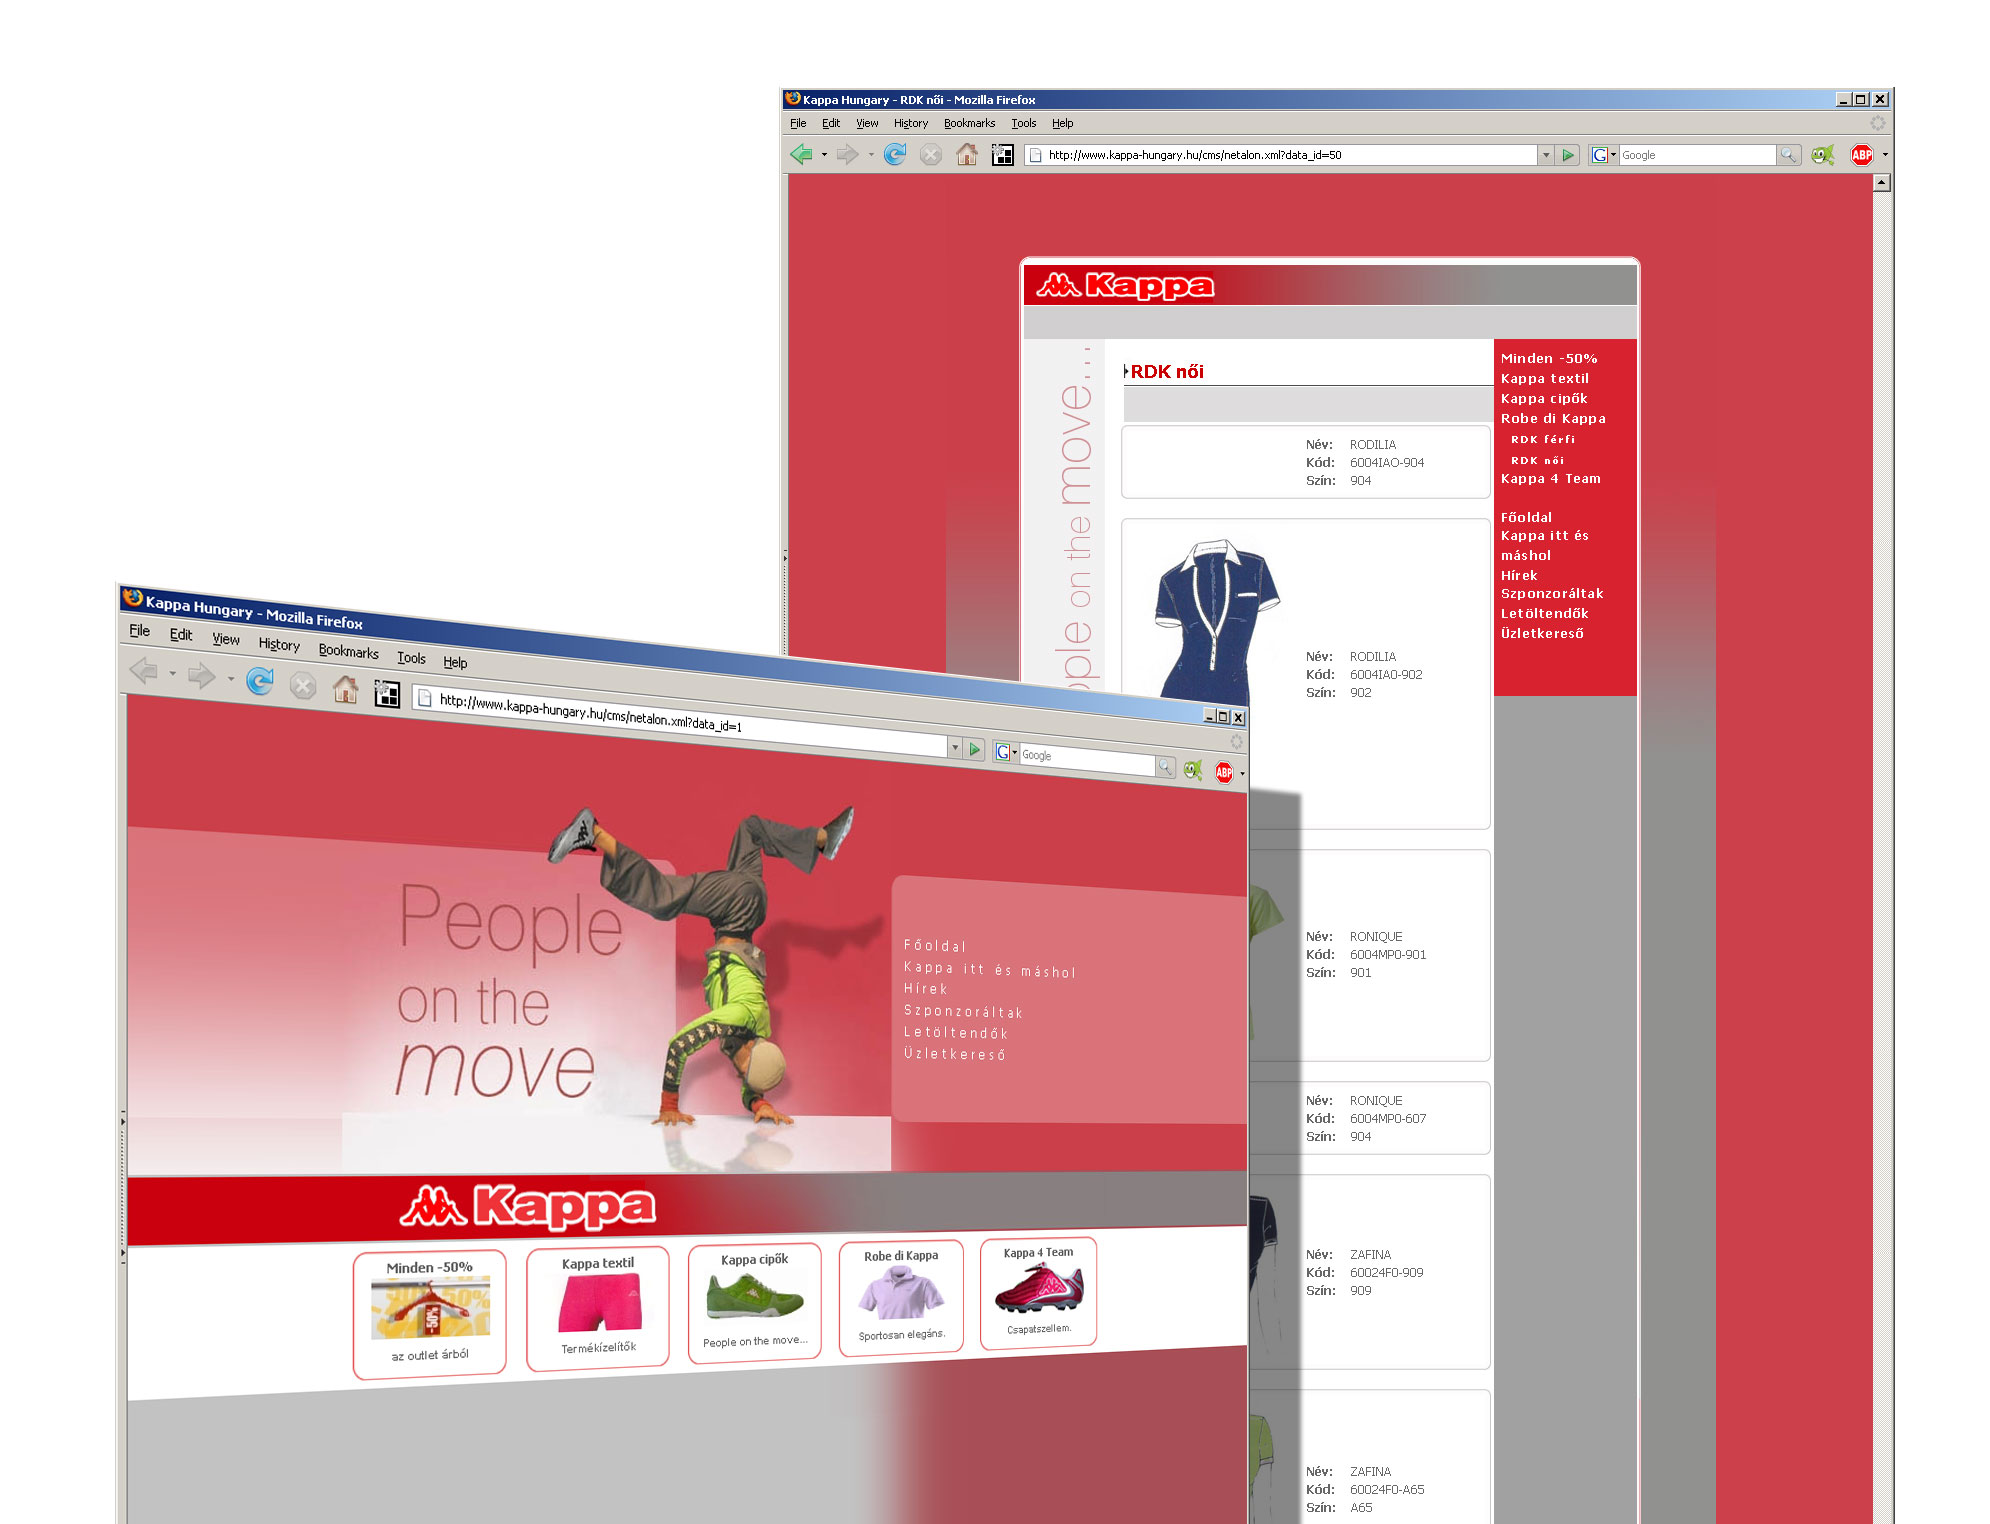 Kappa Hungary - RDK női - Mozilla Firefox
File Edit View History Bookmarks Tools Help
http://www.kappa-hungary.hu/cms/netalon.xml?data_id=50
G Google
ABP
Kappa
People on the move...
RDK női
Név: RODILIA
Kód: 6004IAO-904
Szín: 904
Név: RODILIA
Kód: 6004IA0-902
Szín: 902
Név: RONIQUE
Kód: 6004MP0-901
Szín: 901
Név: RONIQUE
Kód: 6004MP0-607
Szín: 904
Név: ZAFINA
Kód: 60024F0-909
Szín: 909
Név: ZAFINA
Kód: 60024F0-A65
Szín: A65
Minden -50%
Kappa textil
Kappa cipők
Robe di Kappa
RDK férfi
RDK női
Kappa 4 Team
Főoldal
Kappa itt és
máshol
Hírek
Szponzoráltak
Letöltendők
Üzletkereső
Kappa Hungary - Mozilla Firefox
File Edit View History Bookmarks Tools Help
http://www.kappa-hungary.hu/cms/netalon.xml?data_id=1
G Google
ABP
People
on the
move
Főoldal
Kappa itt és máshol
Hírek
Szponzoráltak
Letöltendők
Üzletkereső
Kappa
Minden -50%
-50%
az outlet árból
Kappa textil
Termékízelítők
Kappa cipők
People on the move...
Robe di Kappa
Sportosan elegáns.
Kappa 4 Team
Csapatszellem.